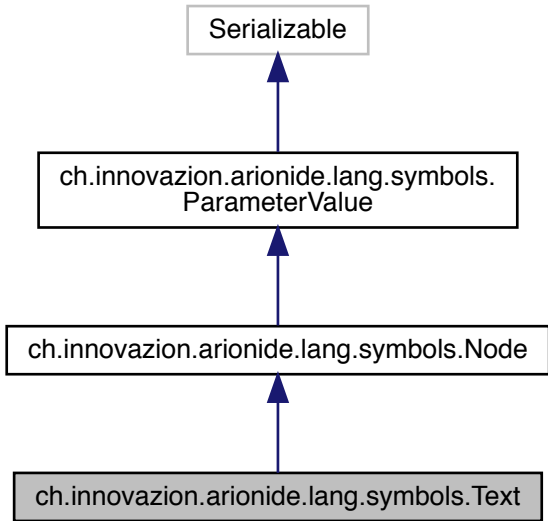 Serializable
ch.innovazion.arionide.lang.symbols.
ParameterValue
ch.innovazion.arionide.lang.symbols.Node
ch.innovazion.arionide.lang.symbols.Text